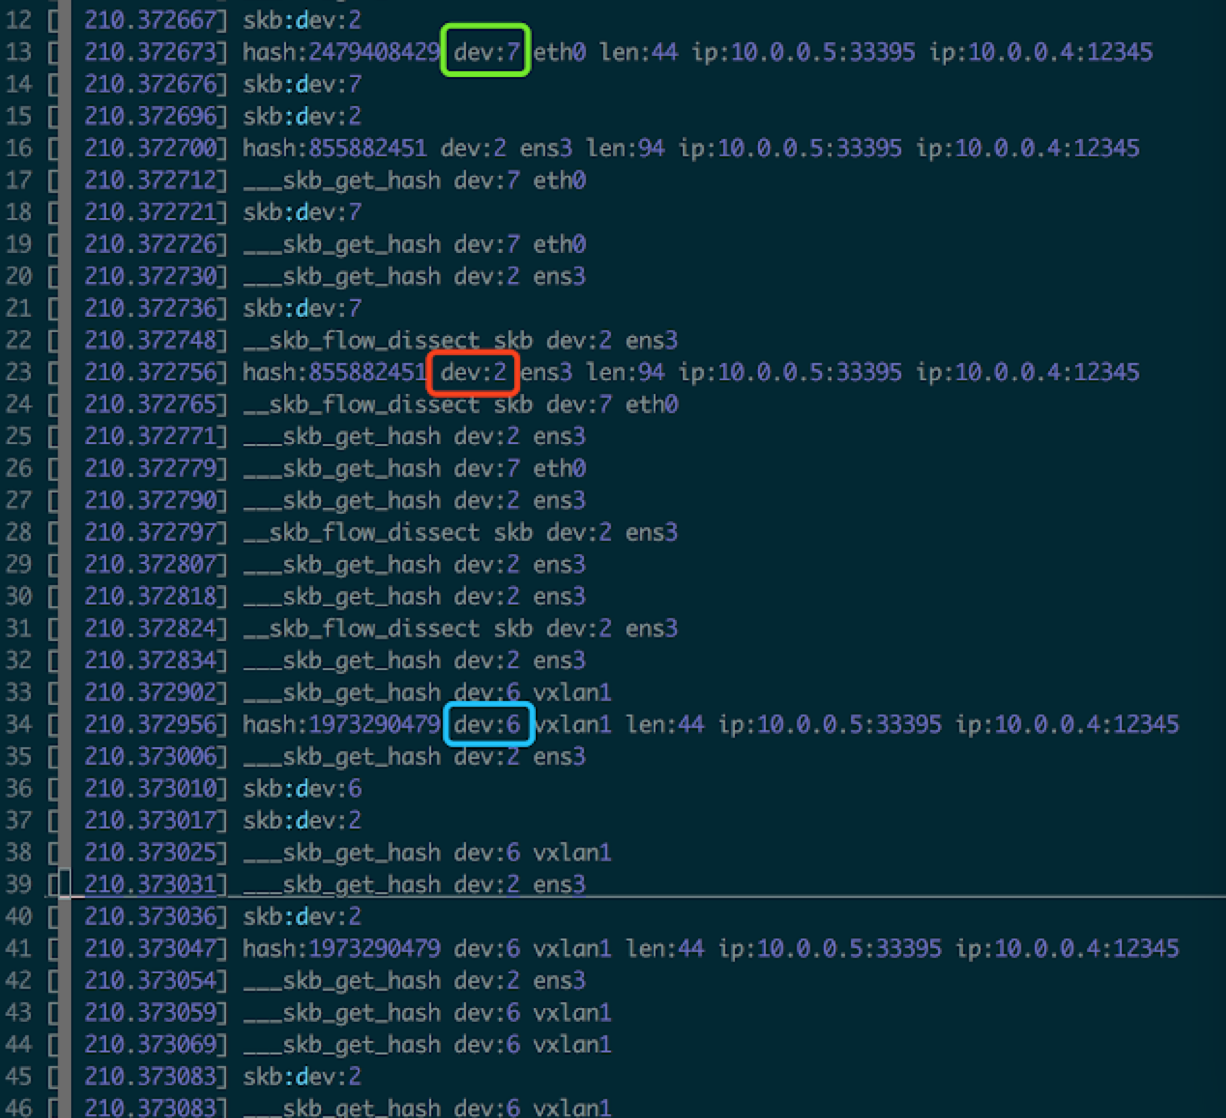 12 [ 210.372667] skb:dev:2
13 [ 210.372673] hash:2479408429 dev:7 eth0 len:44 ip:10.0.0.5:33395 ip:10.0.0.4:12345
14 [ 210.372676] skb:dev:7
15 [ 210.372696] skb:dev:2
16 [ 210.372700] hash:855882451 dev:2 ens3 len:94 ip:10.0.0.5:33395 ip:10.0.0.4:12345
17 [ 210.372712] ___skb_get_hash dev:7 eth0
18 [ 210.372721] skb:dev:7
19 [ 210.372726] ___skb_get_hash dev:7 eth0
20 [ 210.372730] ___skb_get_hash dev:2 ens3
21 [ 210.372736] skb:dev:7
22 [ 210.372748] __skb_flow_dissect skb dev:2 ens3
23 [ 210.372756] hash:855882451 dev:2 ens3 len:94 ip:10.0.0.5:33395 ip:10.0.0.4:12345
24 [ 210.372765] __skb_flow_dissect skb dev:7 eth0
25 [ 210.372771] ___skb_get_hash dev:2 ens3
26 [ 210.372779] ___skb_get_hash dev:7 eth0
27 [ 210.372790] ___skb_get_hash dev:2 ens3
28 [ 210.372797] __skb_flow_dissect skb dev:2 ens3
29 [ 210.372807] ___skb_get_hash dev:2 ens3
30 [ 210.372818] ___skb_get_hash dev:2 ens3
31 [ 210.372824] __skb_flow_dissect skb dev:2 ens3
32 [ 210.372834] ___skb_get_hash dev:2 ens3
33 [ 210.372902] ___skb_get_hash dev:6 vxlan1
34 [ 210.372956] hash:1973290479 dev:6 vxlan1 len:44 ip:10.0.0.5:33395 ip:10.0.0.4:12345
35 [ 210.373006] ___skb_get_hash dev:2 ens3
36 [ 210.373010] skb:dev:6
37 [ 210.373017] skb:dev:2
38 [ 210.373025] ___skb_get_hash dev:6 vxlan1
39 [ 210.373031] ___skb_get_hash dev:2 ens3
40 [ 210.373036] skb:dev:2
41 [ 210.373047] hash:1973290479 dev:6 vxlan1 len:44 ip:10.0.0.5:33395 ip:10.0.0.4:12345
42 [ 210.373054] ___skb_get_hash dev:2 ens3
43 [ 210.373059] ___skb_get_hash dev:6 vxlan1
44 [ 210.373069] ___skb_get_hash dev:6 vxlan1
45 [ 210.373083] skb:dev:2
46 [ 210.373083] ___skb_get_hash dev:6 vxlan1